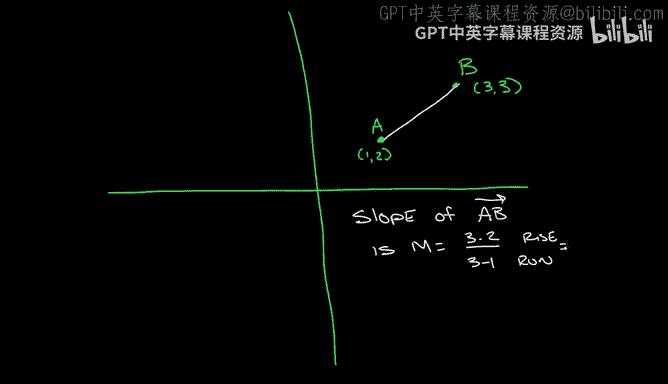 GPT中英字幕课程资源@bilibili.com
GPT中英字幕课程资源 bilibili
B
(3,3)
A
(1,2)
SLOPE of AB
is M = 3-2 RISE =
3-1 RUN